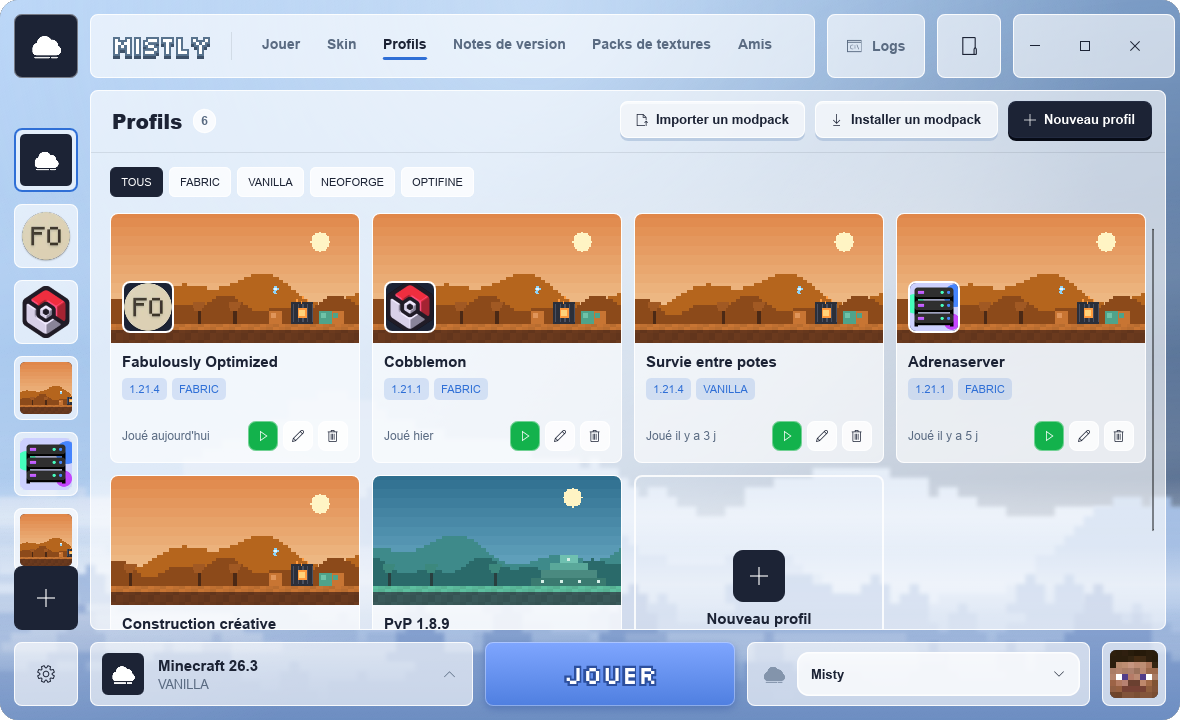 MISTLY
Jouer
Skin
Profils
Notes de version
Packs de textures
Amis
Logs
Profils
6
Importer un modpack
Installer un modpack
Nouveau profil
TOUS
FABRIC
VANILLA
NEOFORGE
OPTIFINE
FO
FO
Fabulously Optimized
1.21.4
FABRIC
Joué aujourd'hui
Cobblemon
1.21.1
FABRIC
Joué hier
Survie entre potes
1.21.4
VANILLA
Joué il y a 3 j
Adrenaserver
1.21.1
FABRIC
Joué il y a 5 j
Construction créative
PvP 1.8.9
Nouveau profil
Minecraft 26.3
VANILLA
JOUER
Misty